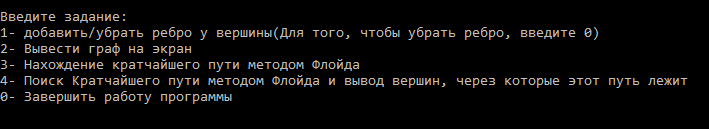 Введите задание:
1- добавить/убрать ребро у вершины(Для того, чтобы убрать ребро, введите 0)
2- Вывести граф на экран
3- Нахождение кратчайшего пути методом Флойда
4- Поиск Кратчайшего пути методом Флойда и вывод вершин, через которые этот путь лежит
0- Завершить работу программы